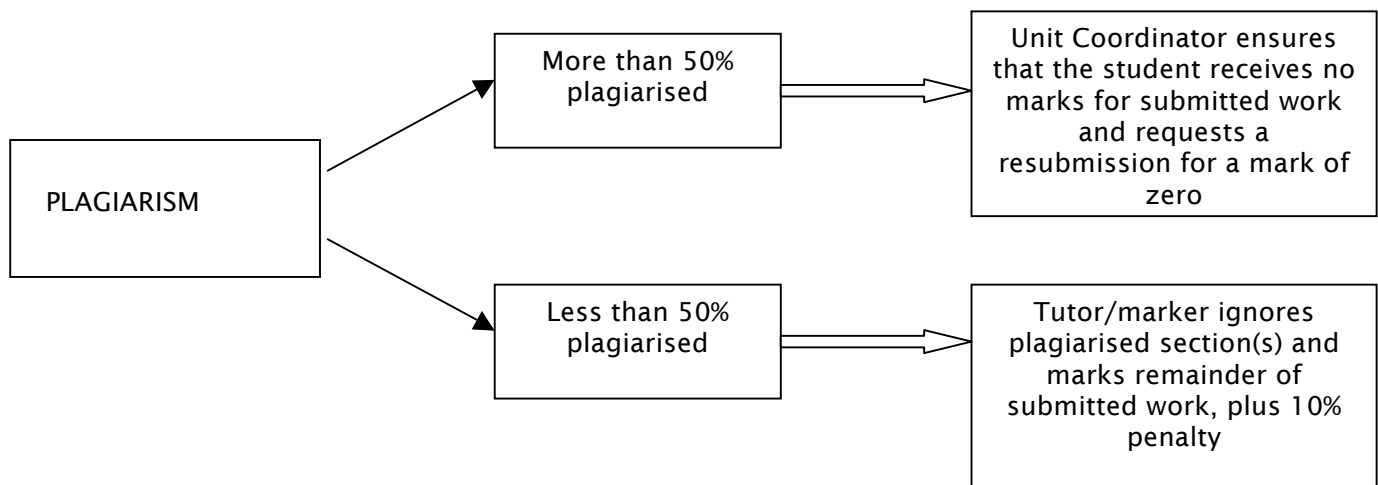 PLAGIARISM
More than 50%
plagiarised
Unit Coordinator ensures
that the student receives no
marks for submitted work
and requests a
resubmission for a mark of
zero
Less than 50%
plagiarised
Tutor/marker ignores
plagiarised section(s) and
marks remainder of
submitted work, plus 10%
penalty